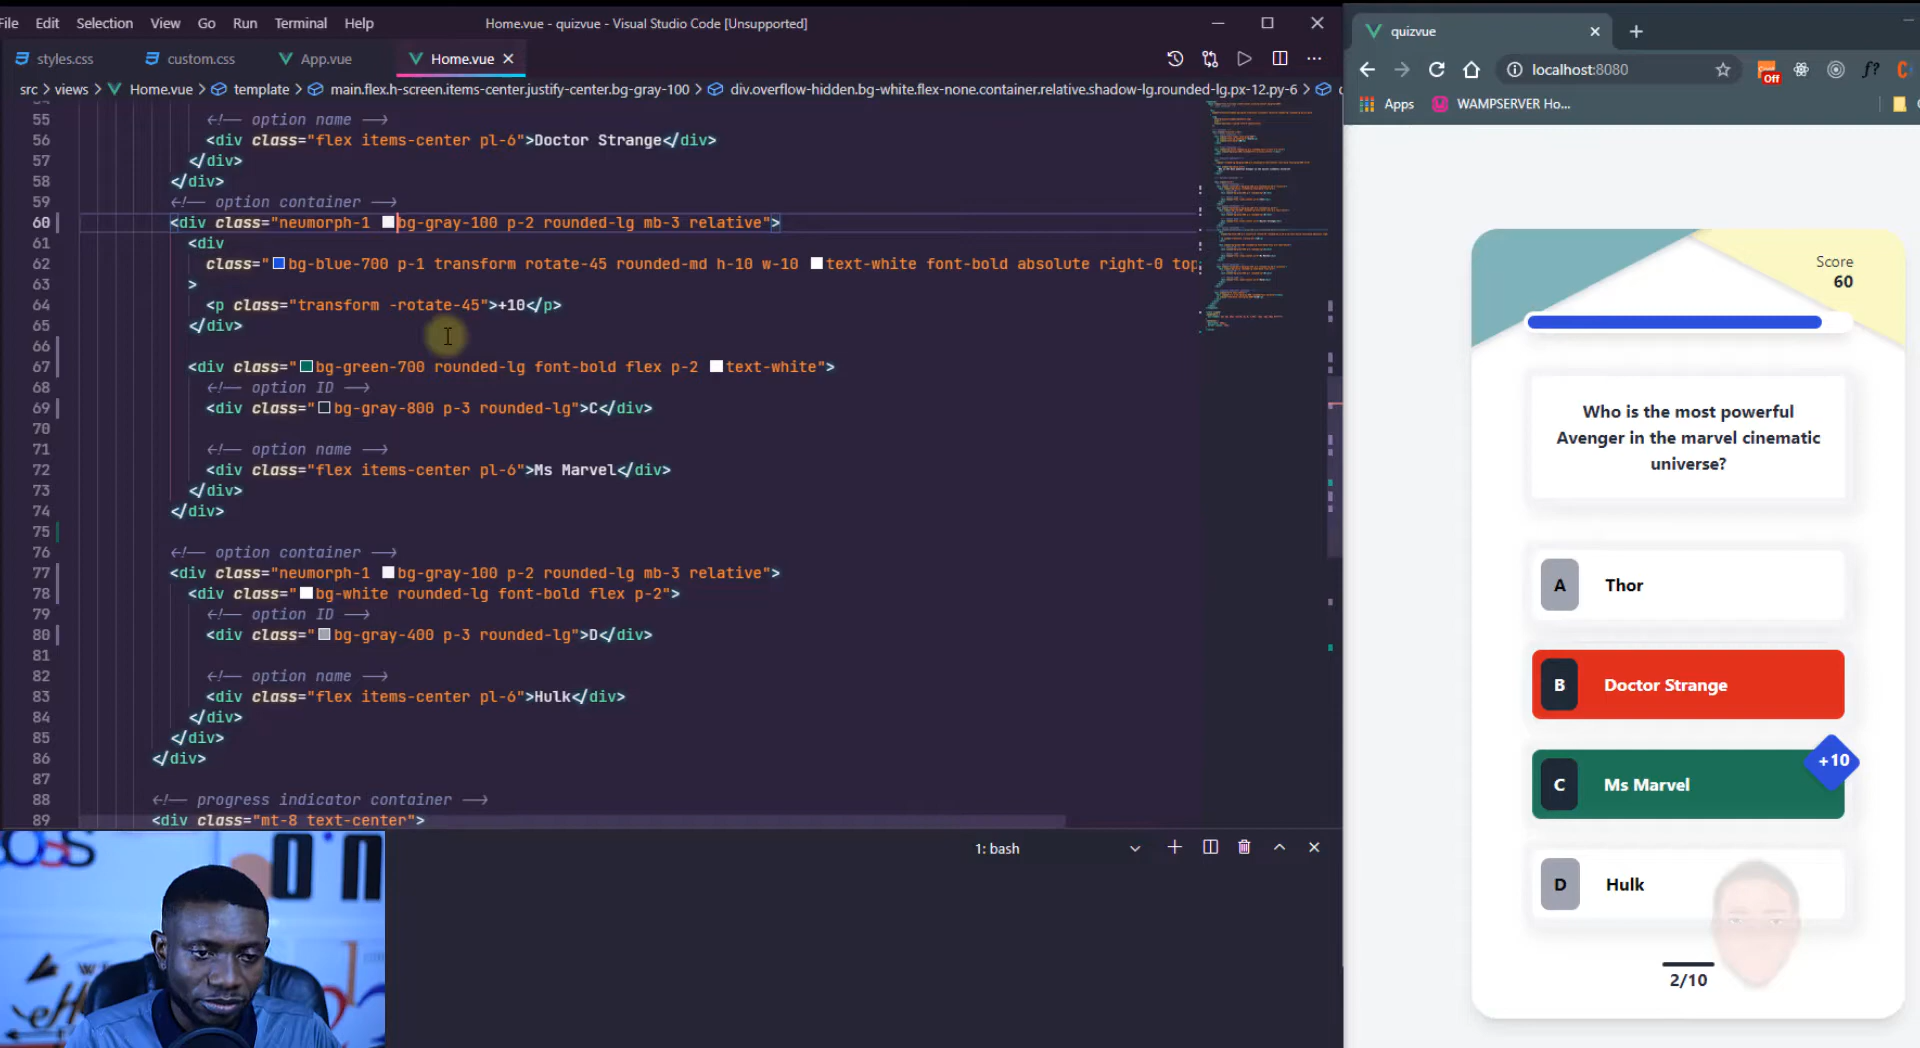 File Edit Selection View Go Run Terminal Help
Home.vue - quizvue - Visual Studio Code [Unsupported]
styles.css custom.css App.vue Home.vue
src > views > Home.vue > template > main.flex.h-screen.items-center.justify-center.bg-gray-100 > div.overflow-hidden.bg-white.flex-none.container.relative.shadow-lg.rounded-lg.px-12.py-6 >
55 <!-- option name -->
56 <div class="flex items-center pl-6">Doctor Strange</div>
57 </div>
58 </div>
59 <!-- option container -->
60 <div class="neumorph-1 bg-gray-100 p-2 rounded-lg mb-3 relative">
61 <div
62 class="bg-blue-700 p-1 transform rotate-45 rounded-md h-10 w-10 text-white font-bold absolute right-0 top
63 >
64 <p class="transform -rotate-45">+10</p>
65 </div>
66
67 <div class="bg-green-700 rounded-lg font-bold flex p-2 text-white">
68 <!-- option ID -->
69 <div class="bg-gray-800 p-3 rounded-lg">C</div>
70
71 <!-- option name -->
72 <div class="flex items-center pl-6">Ms Marvel</div>
73 </div>
74 </div>
75
76 <!-- option container -->
77 <div class="neumorph-1 bg-gray-100 p-2 rounded-lg mb-3 relative">
78 <div class="bg-white rounded-lg font-bold flex p-2">
79 <!-- option ID -->
80 <div class="bg-gray-400 p-3 rounded-lg">D</div>
81
82 <!-- option name -->
83 <div class="flex items-center pl-6">Hulk</div>
84 </div>
85 </div>
86 </div>
87
88 <!-- progress indicator container -->
89 <div class="mt-8 text-center">
1: bash
quizvue
localhost:8080
Off
f?
Apps WAMPSERVER Ho...
Score
60
Who is the most powerful
Avenger in the marvel cinematic
universe?
A Thor
B Doctor Strange
+10
C Ms Marvel
D Hulk
2/10